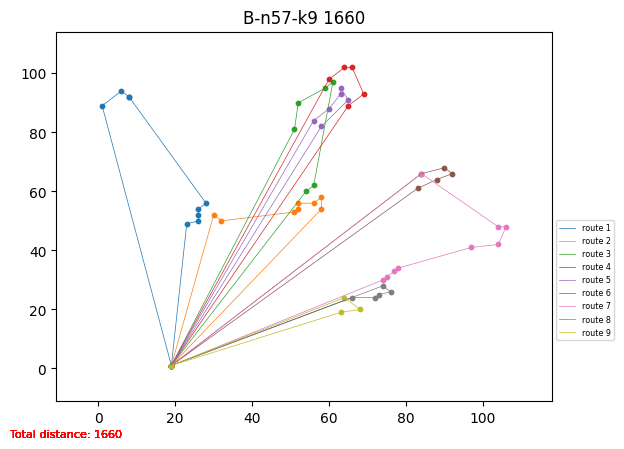 B-n57-k9 1660
100
80
60
40
20
0
0 20 40 60 80 100
route 1
route 2
route 3
route 4
route 5
route 6
route 7
route 8
route 9
Total distance: 1660